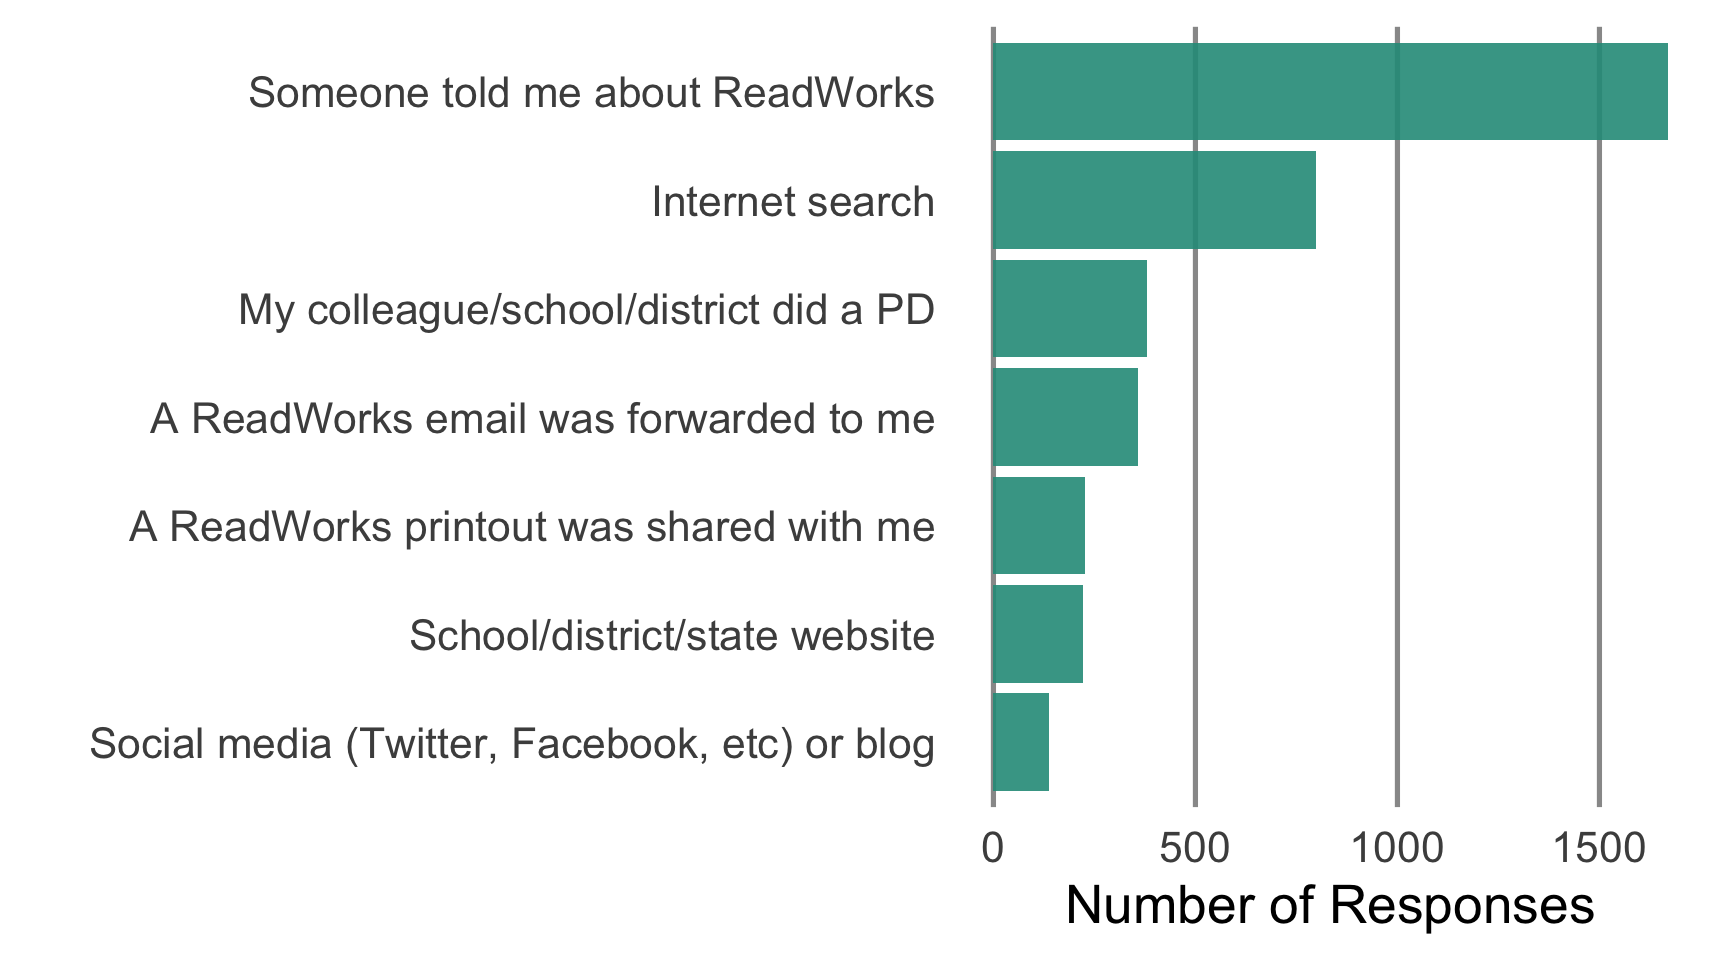 Someone told me about ReadWorks
Internet search
My colleague/school/district did a PD
A ReadWorks email was forwarded to me
A ReadWorks printout was shared with me
School/district/state website
Social media (Twitter, Facebook, etc) or blog
0 500 1000 1500
Number of Responses